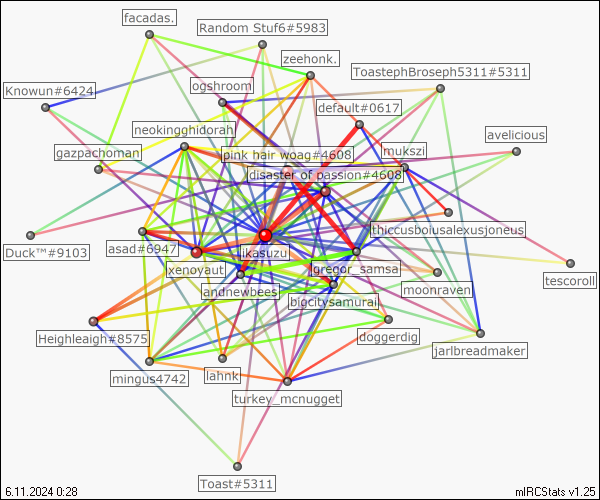 facadas.
Random Stuf6#5983
zeehonk.
ToastephBroseph5311#5311
Knowun#6424
ogshroom
default#0617
neokingghidorah
avelicious
gazpachoman
pink hair woag#4608
mukszi
disaster of passion#4608
thiccusboiusalexusjoneus
Duck™#9103
asad#6947
ikasuzu
xenoyaut
gregor_samsa
tescoroll
andnewbees
moonraven
bigcitysamurai
Heighleaigh#8575
doggerdig
jarlbreadmaker
mingus4742
lahnk
turkey_mcnugget
Toast#5311
6.11.2024 0:28
mIRCStats v1.25